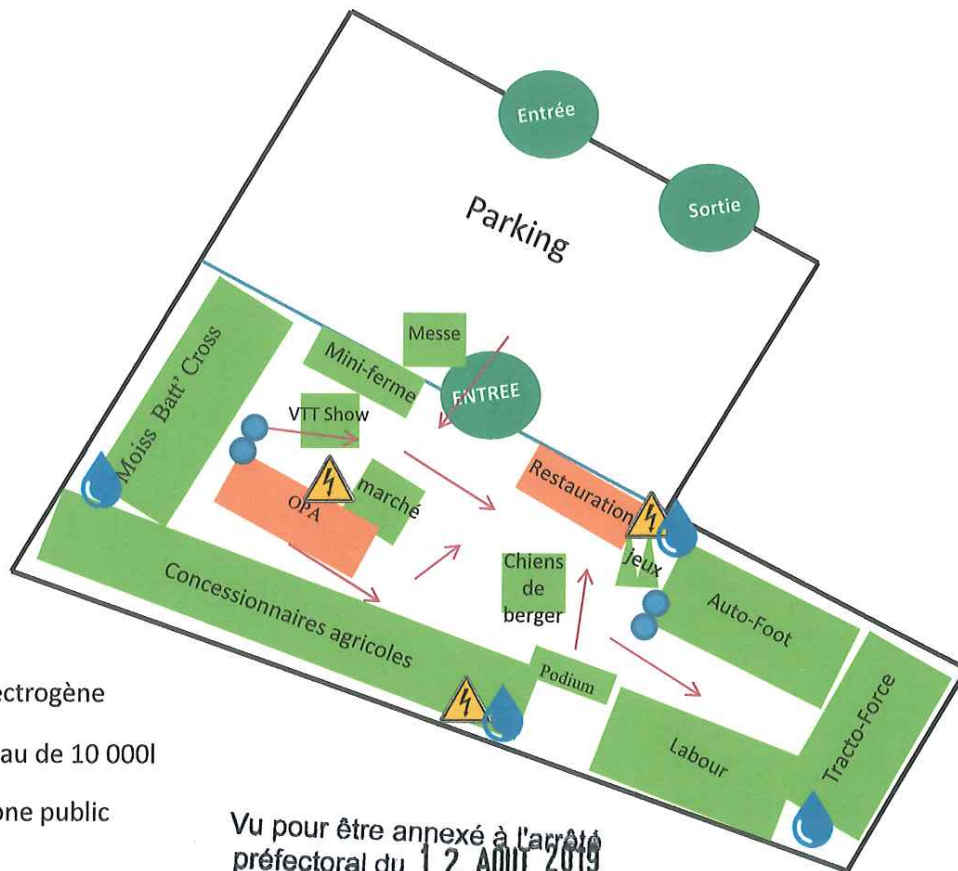 Entrée
Sortie
Parking
Messe
Mini-ferme
ENTREE
VTT Show
Moiss Batt' Cross
marché
OPA
Restauration
jeux
Chiens
de
berger
Auto-Foot
Concessionnaires agricoles
Podium
Labour
Tracto-Force
ectrogène
au de 10 000l
one public
Vu pour être annexé à l'arrêté
préfectoral du 12 AOUT 2019